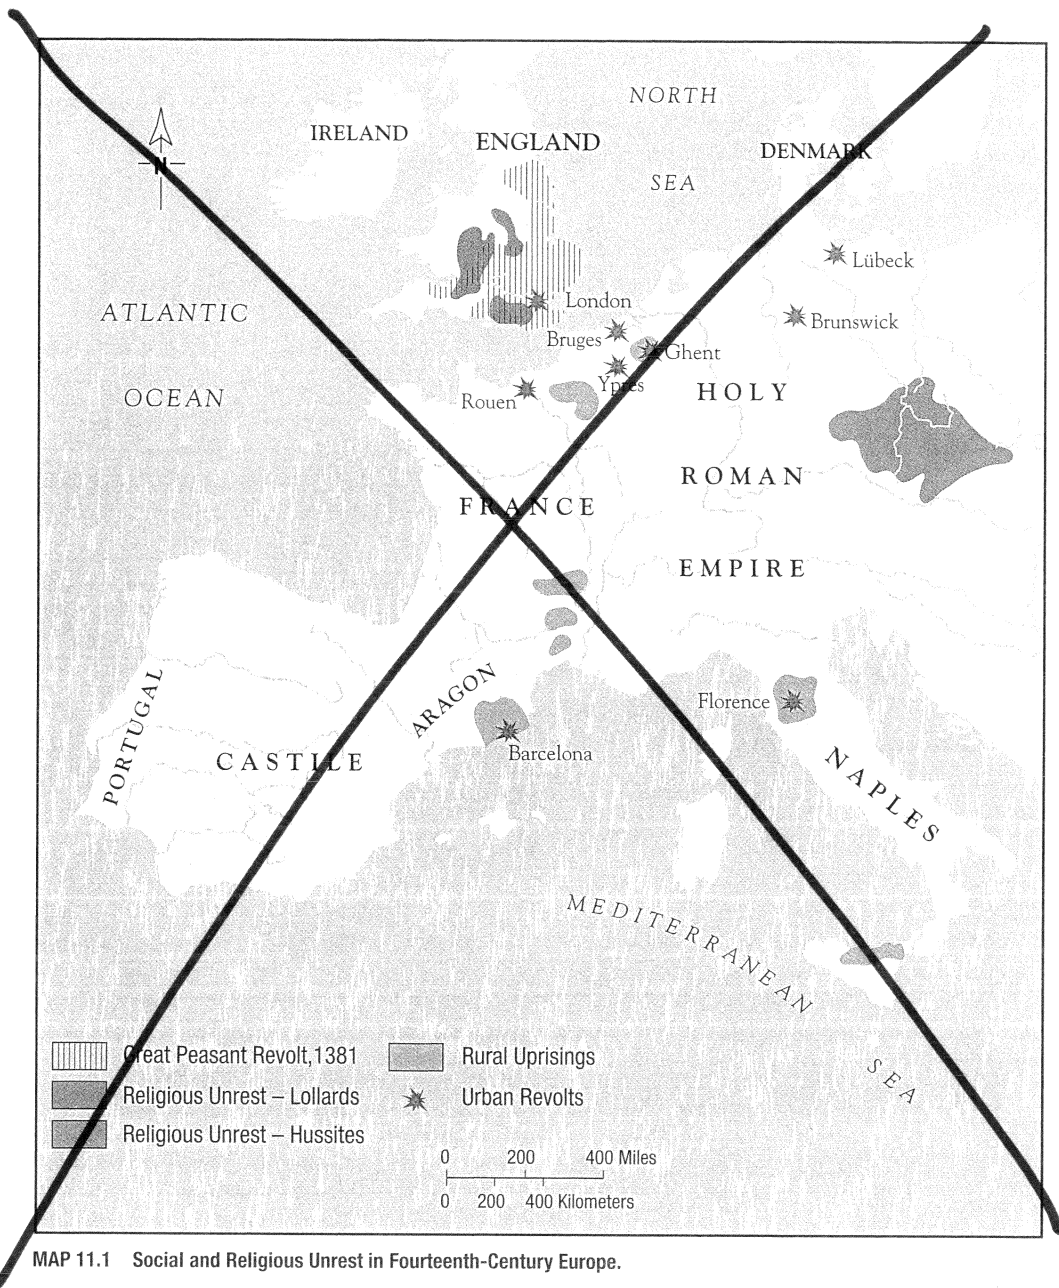 NORTH
IRELAND
ENGLAND
DENMARK
SEA
N
Lübeck
London
ATLANTIC
Brunswick
Bruges
Ghent
Ypres
HOLY
OCEAN
Rouen
ROMAN
FRANCE
EMPIRE
ARAGON
Florence
PORTUGAL
Barcelona
CASTILE
NAPLES
MEDITERRANEAN
SEA
Great Peasant Revolt,1381
Rural Uprisings
Religious Unrest – Lollards
Urban Revolts
Religious Unrest – Hussites
0 200 400 Miles
0 200 400 Kilometers
MAP 11.1 Social and Religious Unrest in Fourteenth-Century Europe.